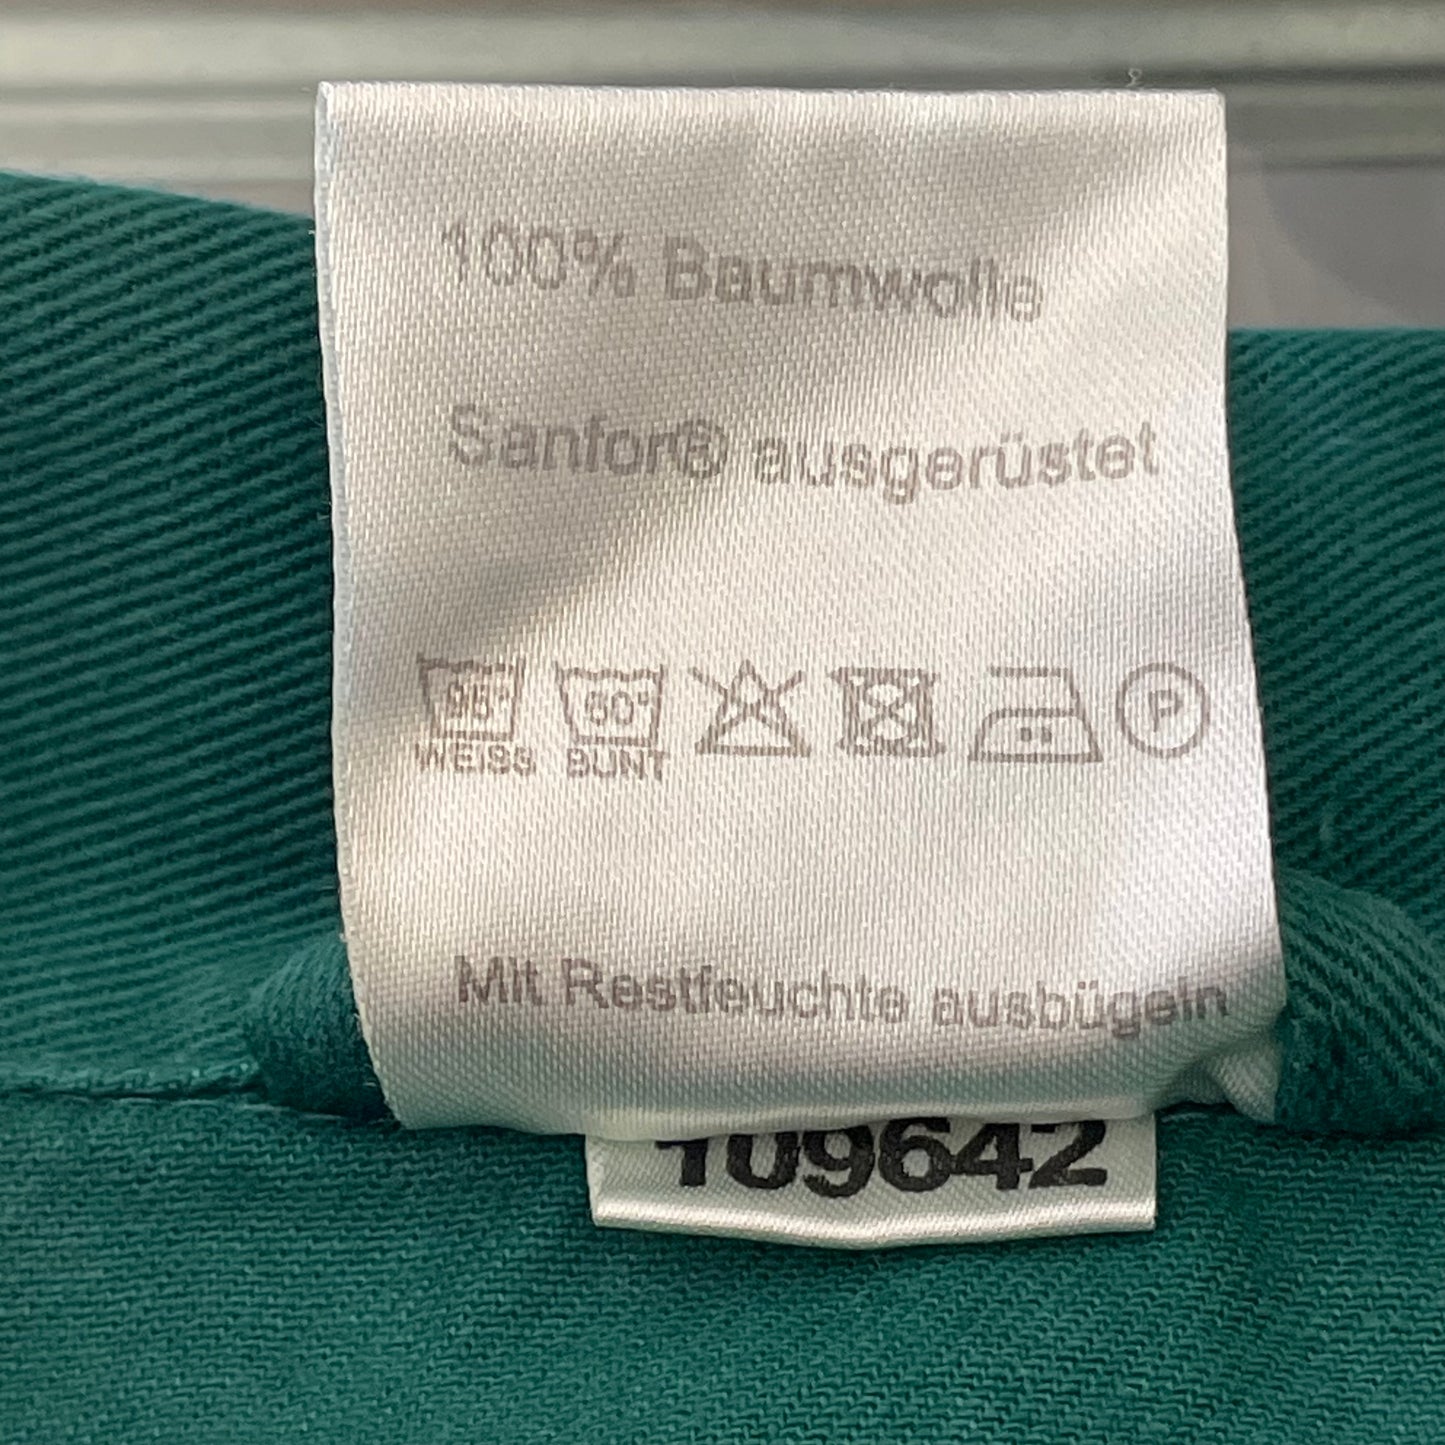 100% Baumwolle
Sanfor® ausgerüstet
95° 60° P
WEISS BUNT
Mit Restfeuchte ausbügeln
109642